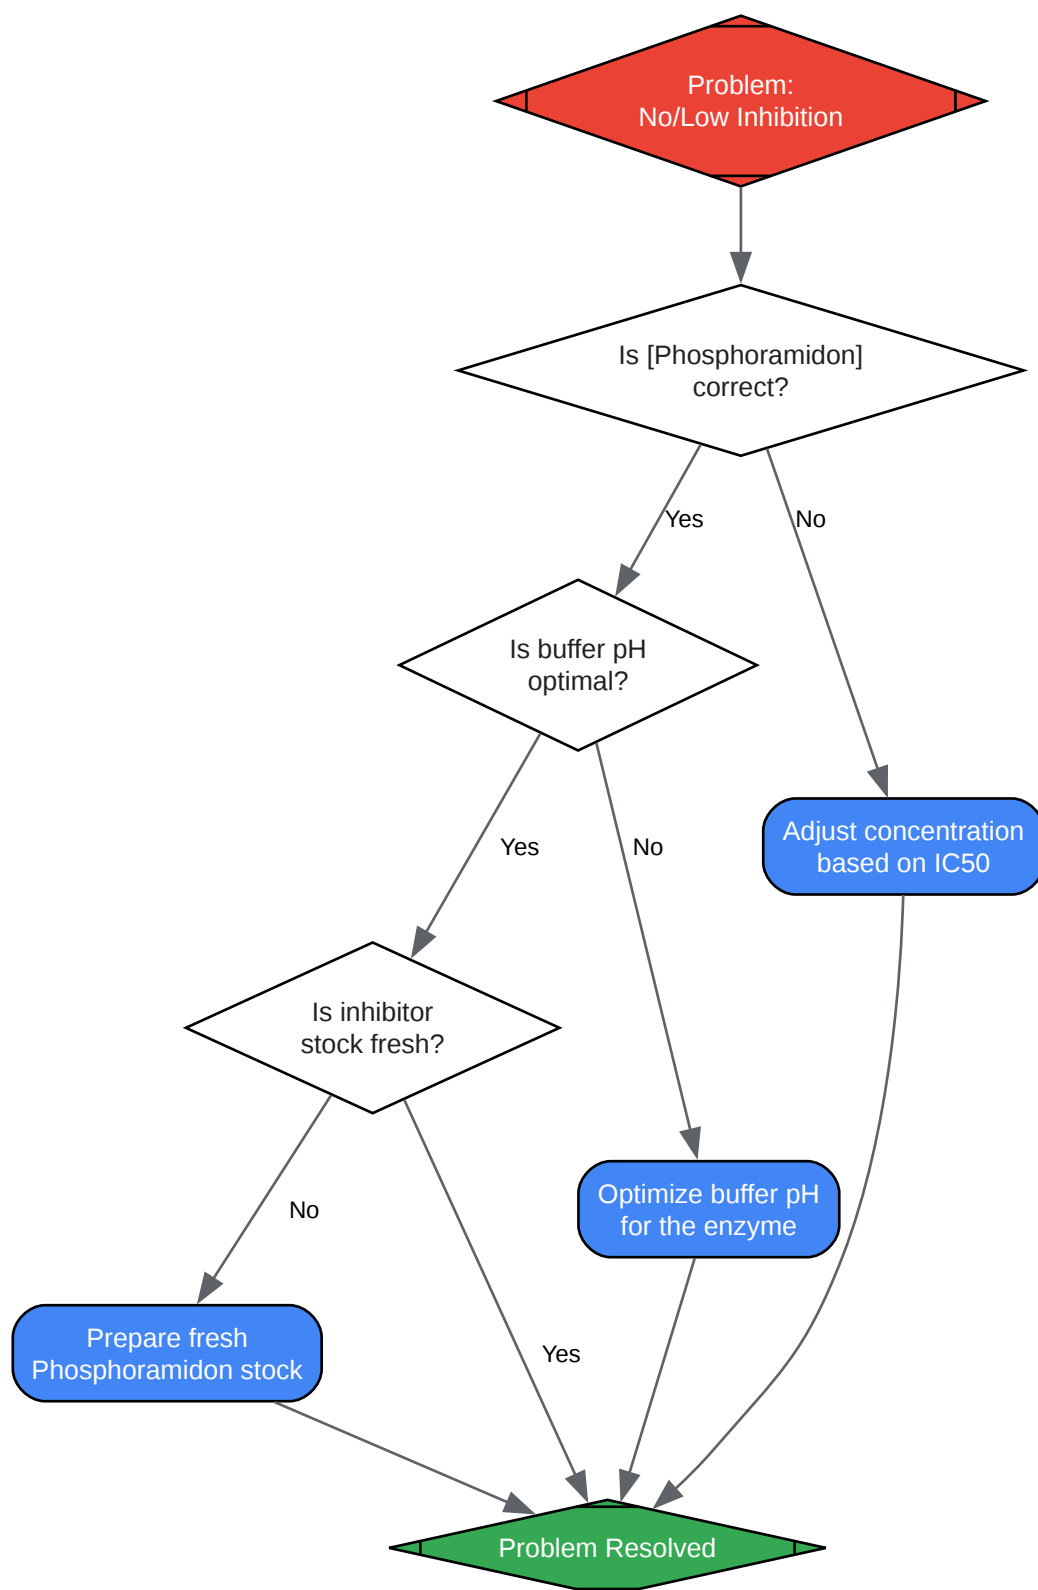 Problem:
No/Low Inhibition
Is [Phosphoramidon]
correct?
Yes
No
Is buffer pH
optimal?
Yes
No
Adjust concentration
based on IC50
Is inhibitor
stock fresh?
No
Optimize buffer pH
for the enzyme
Prepare fresh
Phosphoramidon stock
Yes
Problem Resolved